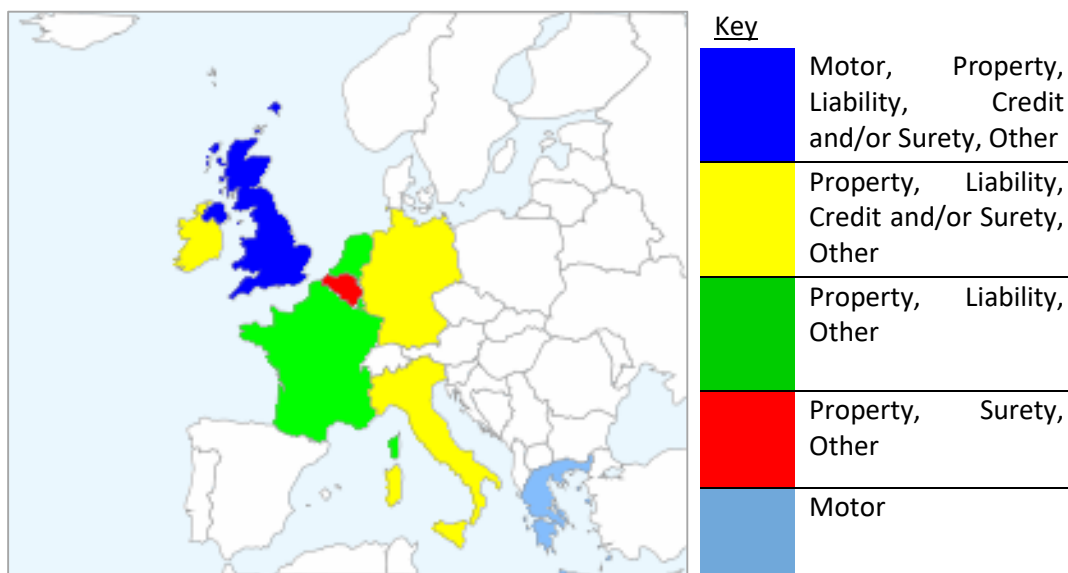 Key
Motor, Property,
Liability, Credit
and/or Surety, Other
Property, Liability,
Credit and/or Surety,
Other
Property, Liability,
Other
Property, Surety,
Other
Motor